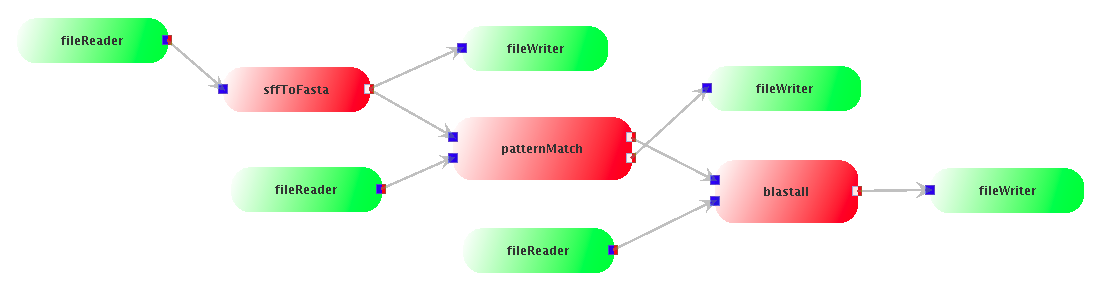 fileReader
fileWriter
sffToFasta
fileWriter
patternMatch
fileReader
blastall
fileWriter
fileReader